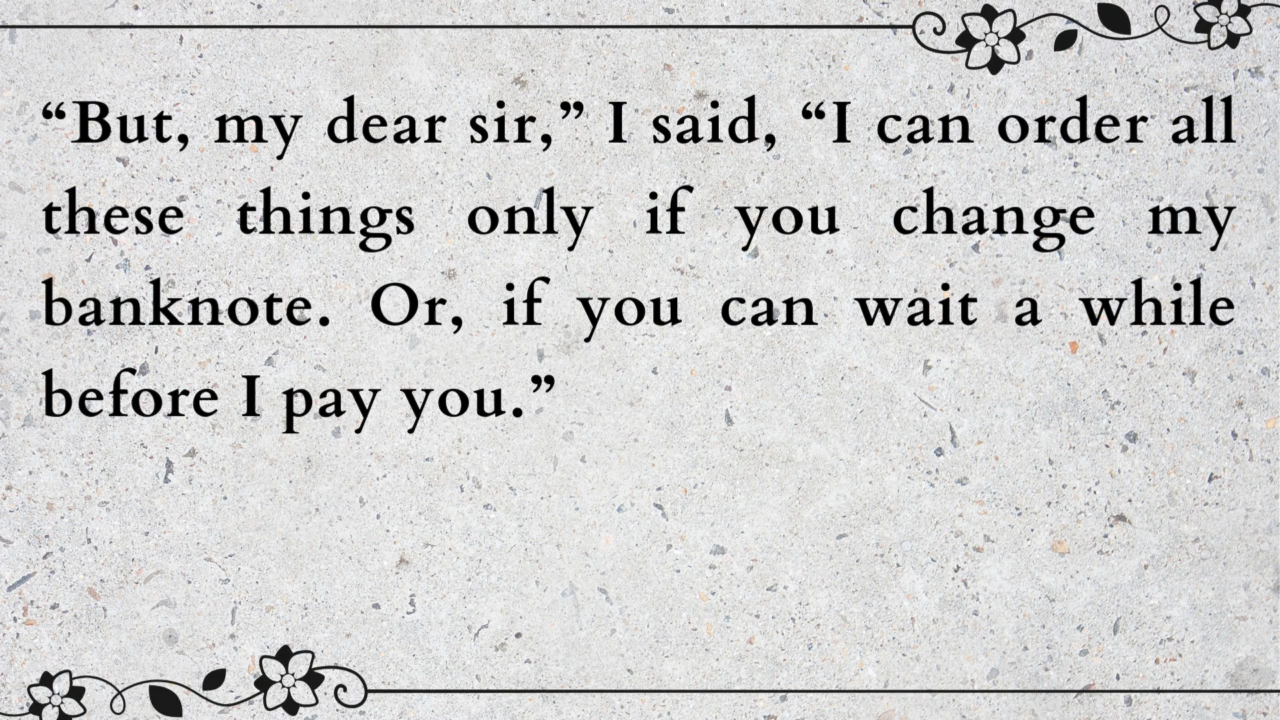 “But, my dear sir,” I said, “I can order all
these things only if you change my
banknote. Or, if you can wait a while
before I pay you.”